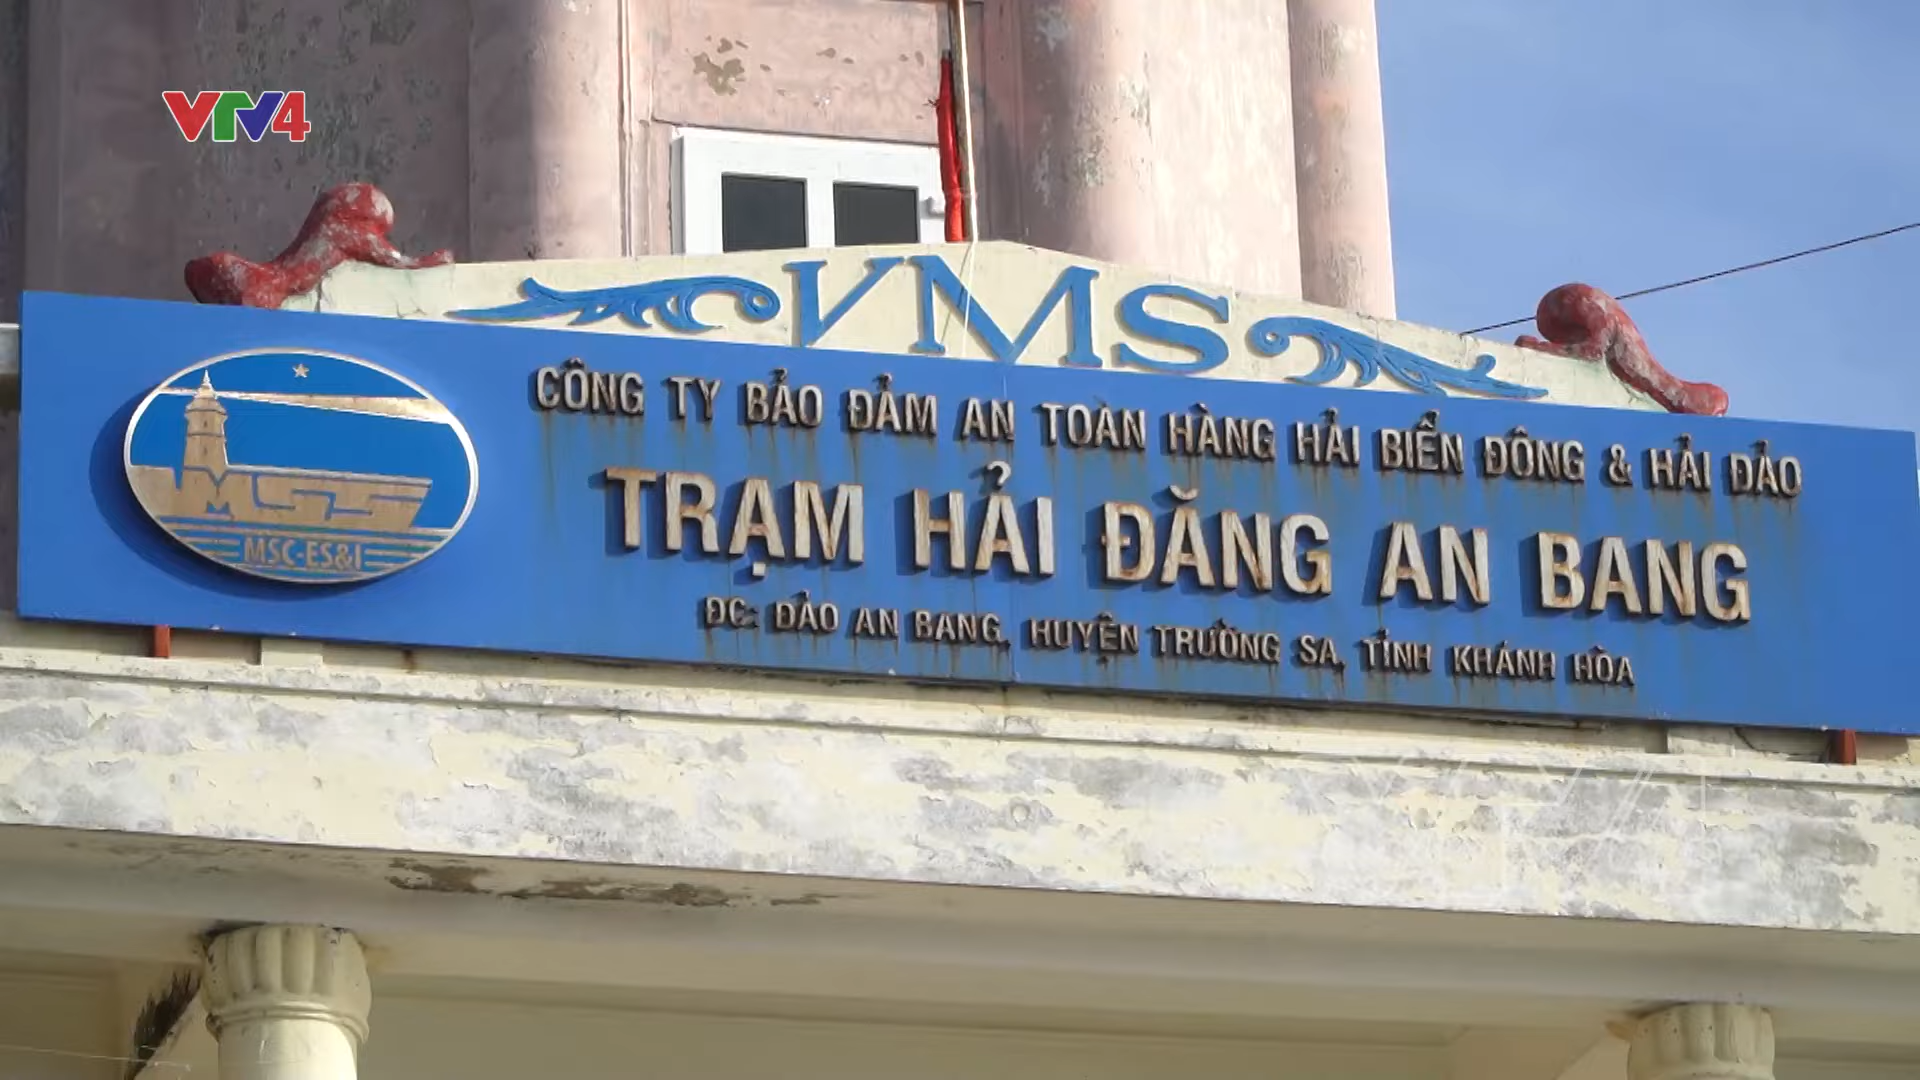 VTV4
VMS
CÔNG TY BẢO ĐẢM AN TOÀN HÀNG HẢI BIỂN ĐÔNG & HẢI ĐẢO
TRẠM HẢI ĐĂNG AN BANG
ĐC: ĐẢO AN BANG, HUYỆN TRƯỜNG SA, TỈNH KHÁNH HÒA
MSS
MSC-ES&I